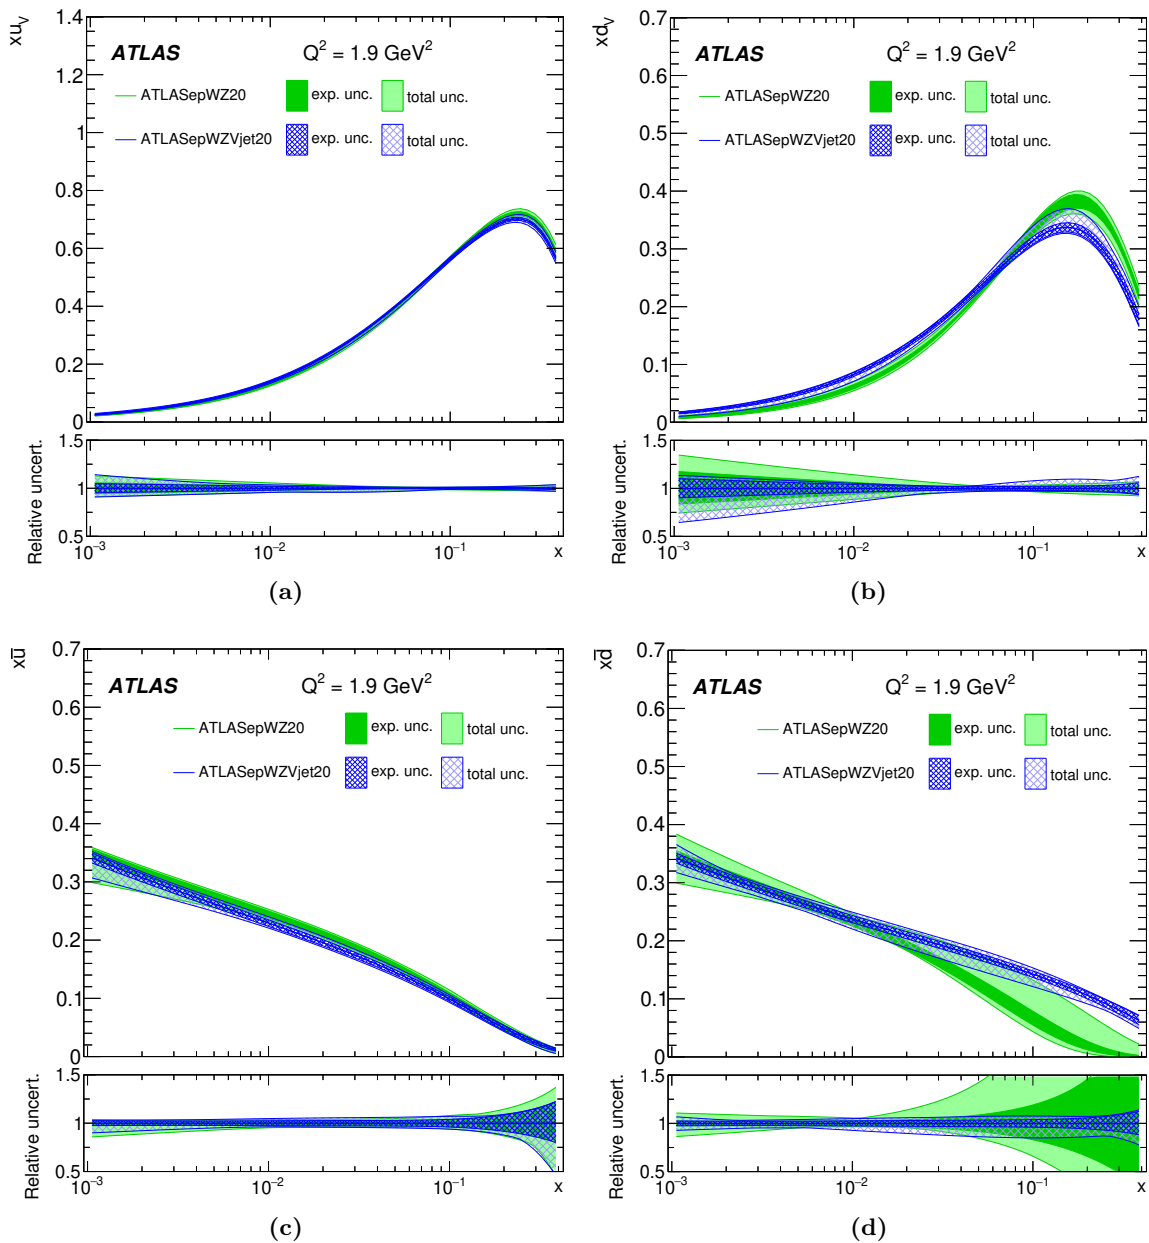 xu_V
1.4
1.2
1
0.8
0.6
0.4
0.2
0
ATLAS
Q² = 1.9 GeV²
ATLASepWZ20
exp. unc.
total unc.
ATLASepWZVjet20
exp. unc.
total unc.
Relative uncert.
1.5
1
0.5
10⁻³
10⁻²
10⁻¹
x
(a)
xd_V
0.7
0.6
0.5
0.4
0.3
0.2
0.1
0
ATLAS
Q² = 1.9 GeV²
ATLASepWZ20
exp. unc.
total unc.
ATLASepWZVjet20
exp. unc.
total unc.
Relative uncert.
1.5
1
0.5
10⁻³
10⁻²
10⁻¹
x
(b)
xu̅
0.7
0.6
0.5
0.4
0.3
0.2
0.1
0
ATLAS
Q² = 1.9 GeV²
ATLASepWZ20
exp. unc.
total unc.
ATLASepWZVjet20
exp. unc.
total unc.
Relative uncert.
1.5
1
0.5
10⁻³
10⁻²
10⁻¹
x
(c)
xd̅
0.7
0.6
0.5
0.4
0.3
0.2
0.1
0
ATLAS
Q² = 1.9 GeV²
ATLASepWZ20
exp. unc.
total unc.
ATLASepWZVjet20
exp. unc.
total unc.
Relative uncert.
1.5
1
0.5
10⁻³
10⁻²
10⁻¹
x
(d)